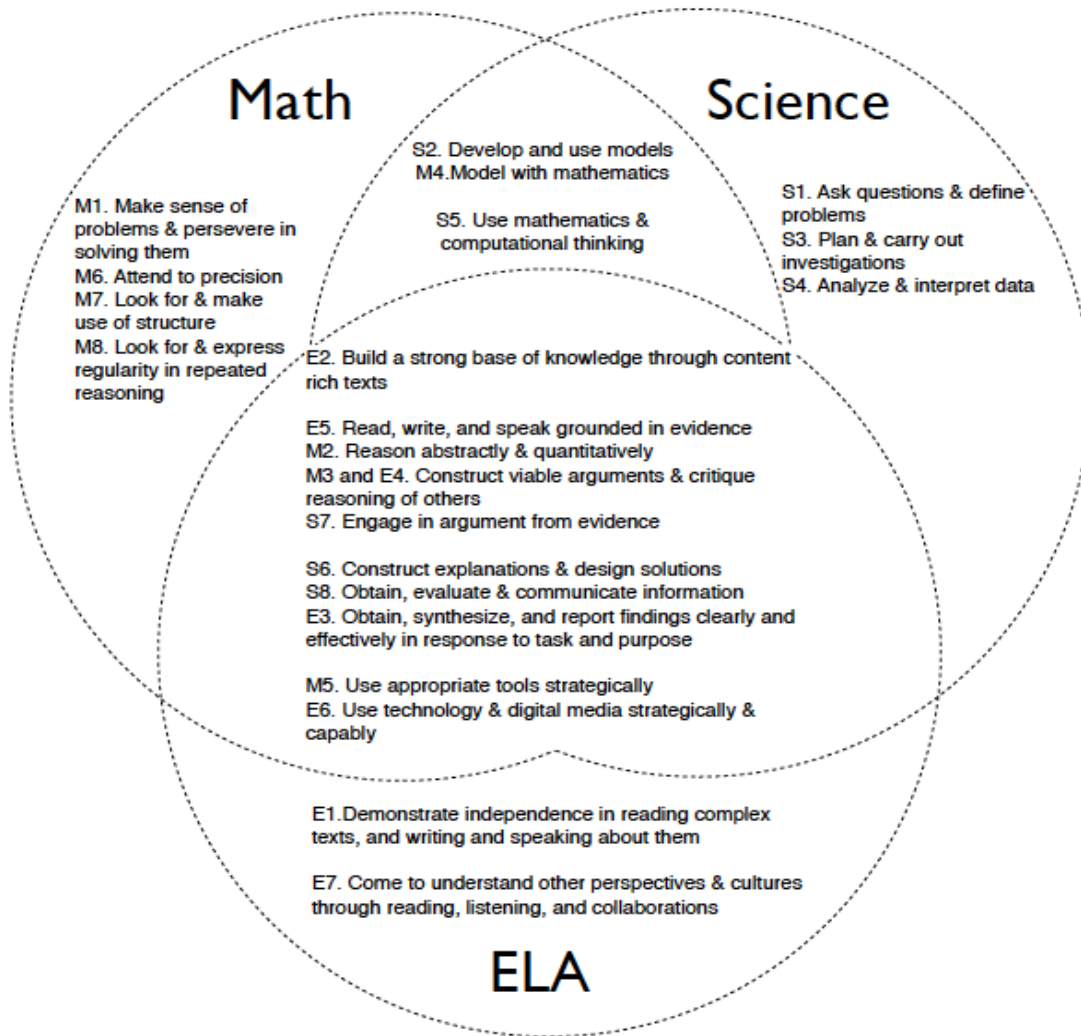 Math
Science
S2. Develop and use models
M4.Model with mathematics
S5. Use mathematics &
computational thinking
M1. Make sense of
problems & persevere in
solving them
M6. Attend to precision
M7. Look for & make
use of structure
M8. Look for & express
regularity in repeated
reasoning
S1. Ask questions & define
problems
S3. Plan & carry out
investigations
S4. Analyze & interpret data
E2. Build a strong base of knowledge through content
rich texts
E5. Read, write, and speak grounded in evidence
M2. Reason abstractly & quantitatively
M3 and E4. Construct viable arguments & critique
reasoning of others
S7. Engage in argument from evidence
S6. Construct explanations & design solutions
S8. Obtain, evaluate & communicate information
E3. Obtain, synthesize, and report findings clearly and
effectively in response to task and purpose
M5. Use appropriate tools strategically
E6. Use technology & digital media strategically &
capably
E1.Demonstrate independence in reading complex
texts, and writing and speaking about them
E7. Come to understand other perspectives & cultures
through reading, listening, and collaborations
ELA